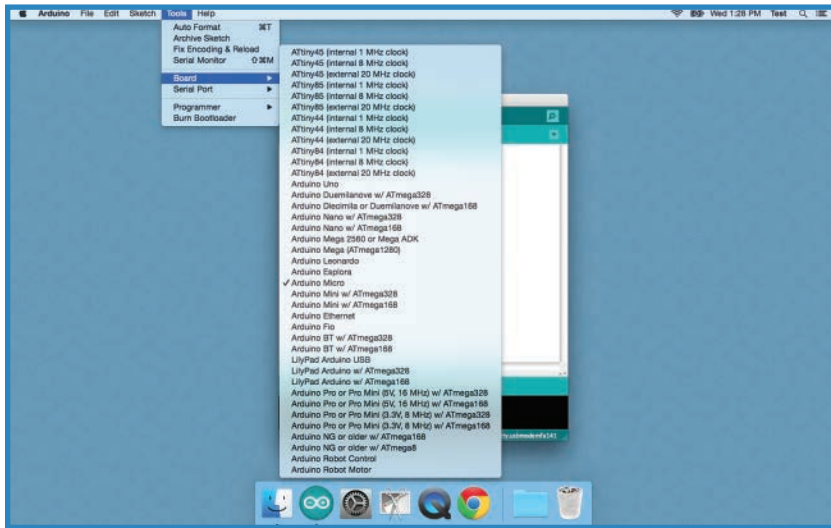 Arduino File Edit Sketch Tools Help Wed 1:28 PM Test
Auto Format ⌘T
Archive Sketch
Fix Encoding & Reload
Serial Monitor ⇧⌘M
Board
Serial Port
Programmer
Burn Bootloader
ATtiny45 (internal 1 MHz clock)
ATtiny45 (internal 8 MHz clock)
ATtiny45 (external 20 MHz clock)
ATtiny85 (internal 1 MHz clock)
ATtiny85 (internal 8 MHz clock)
ATtiny85 (external 20 MHz clock)
ATtiny44 (internal 1 MHz clock)
ATtiny44 (internal 8 MHz clock)
ATtiny44 (external 20 MHz clock)
ATtiny84 (internal 1 MHz clock)
ATtiny84 (internal 8 MHz clock)
ATtiny84 (external 20 MHz clock)
Arduino Uno
Arduino Duemilanove w/ ATmega328
Arduino Diecimila or Duemilanove w/ ATmega168
Arduino Nano w/ ATmega328
Arduino Nano w/ ATmega168
Arduino Mega 2560 or Mega ADK
Arduino Mega (ATmega1280)
Arduino Leonardo
Arduino Esplora
✓ Arduino Micro
Arduino Mini w/ ATmega328
Arduino Mini w/ ATmega168
Arduino Ethernet
Arduino Fio
Arduino BT w/ ATmega328
Arduino BT w/ ATmega168
LilyPad Arduino USB
LilyPad Arduino w/ ATmega328
LilyPad Arduino w/ ATmega168
Arduino Pro or Pro Mini (5V, 16 MHz) w/ ATmega328
Arduino Pro or Pro Mini (5V, 16 MHz) w/ ATmega168
Arduino Pro or Pro Mini (3.3V, 8 MHz) w/ ATmega328
Arduino Pro or Pro Mini (3.3V, 8 MHz) w/ ATmega168
Arduino NG or older w/ ATmega168
Arduino NG or older w/ ATmega8
Arduino Robot Control
Arduino Robot Motor